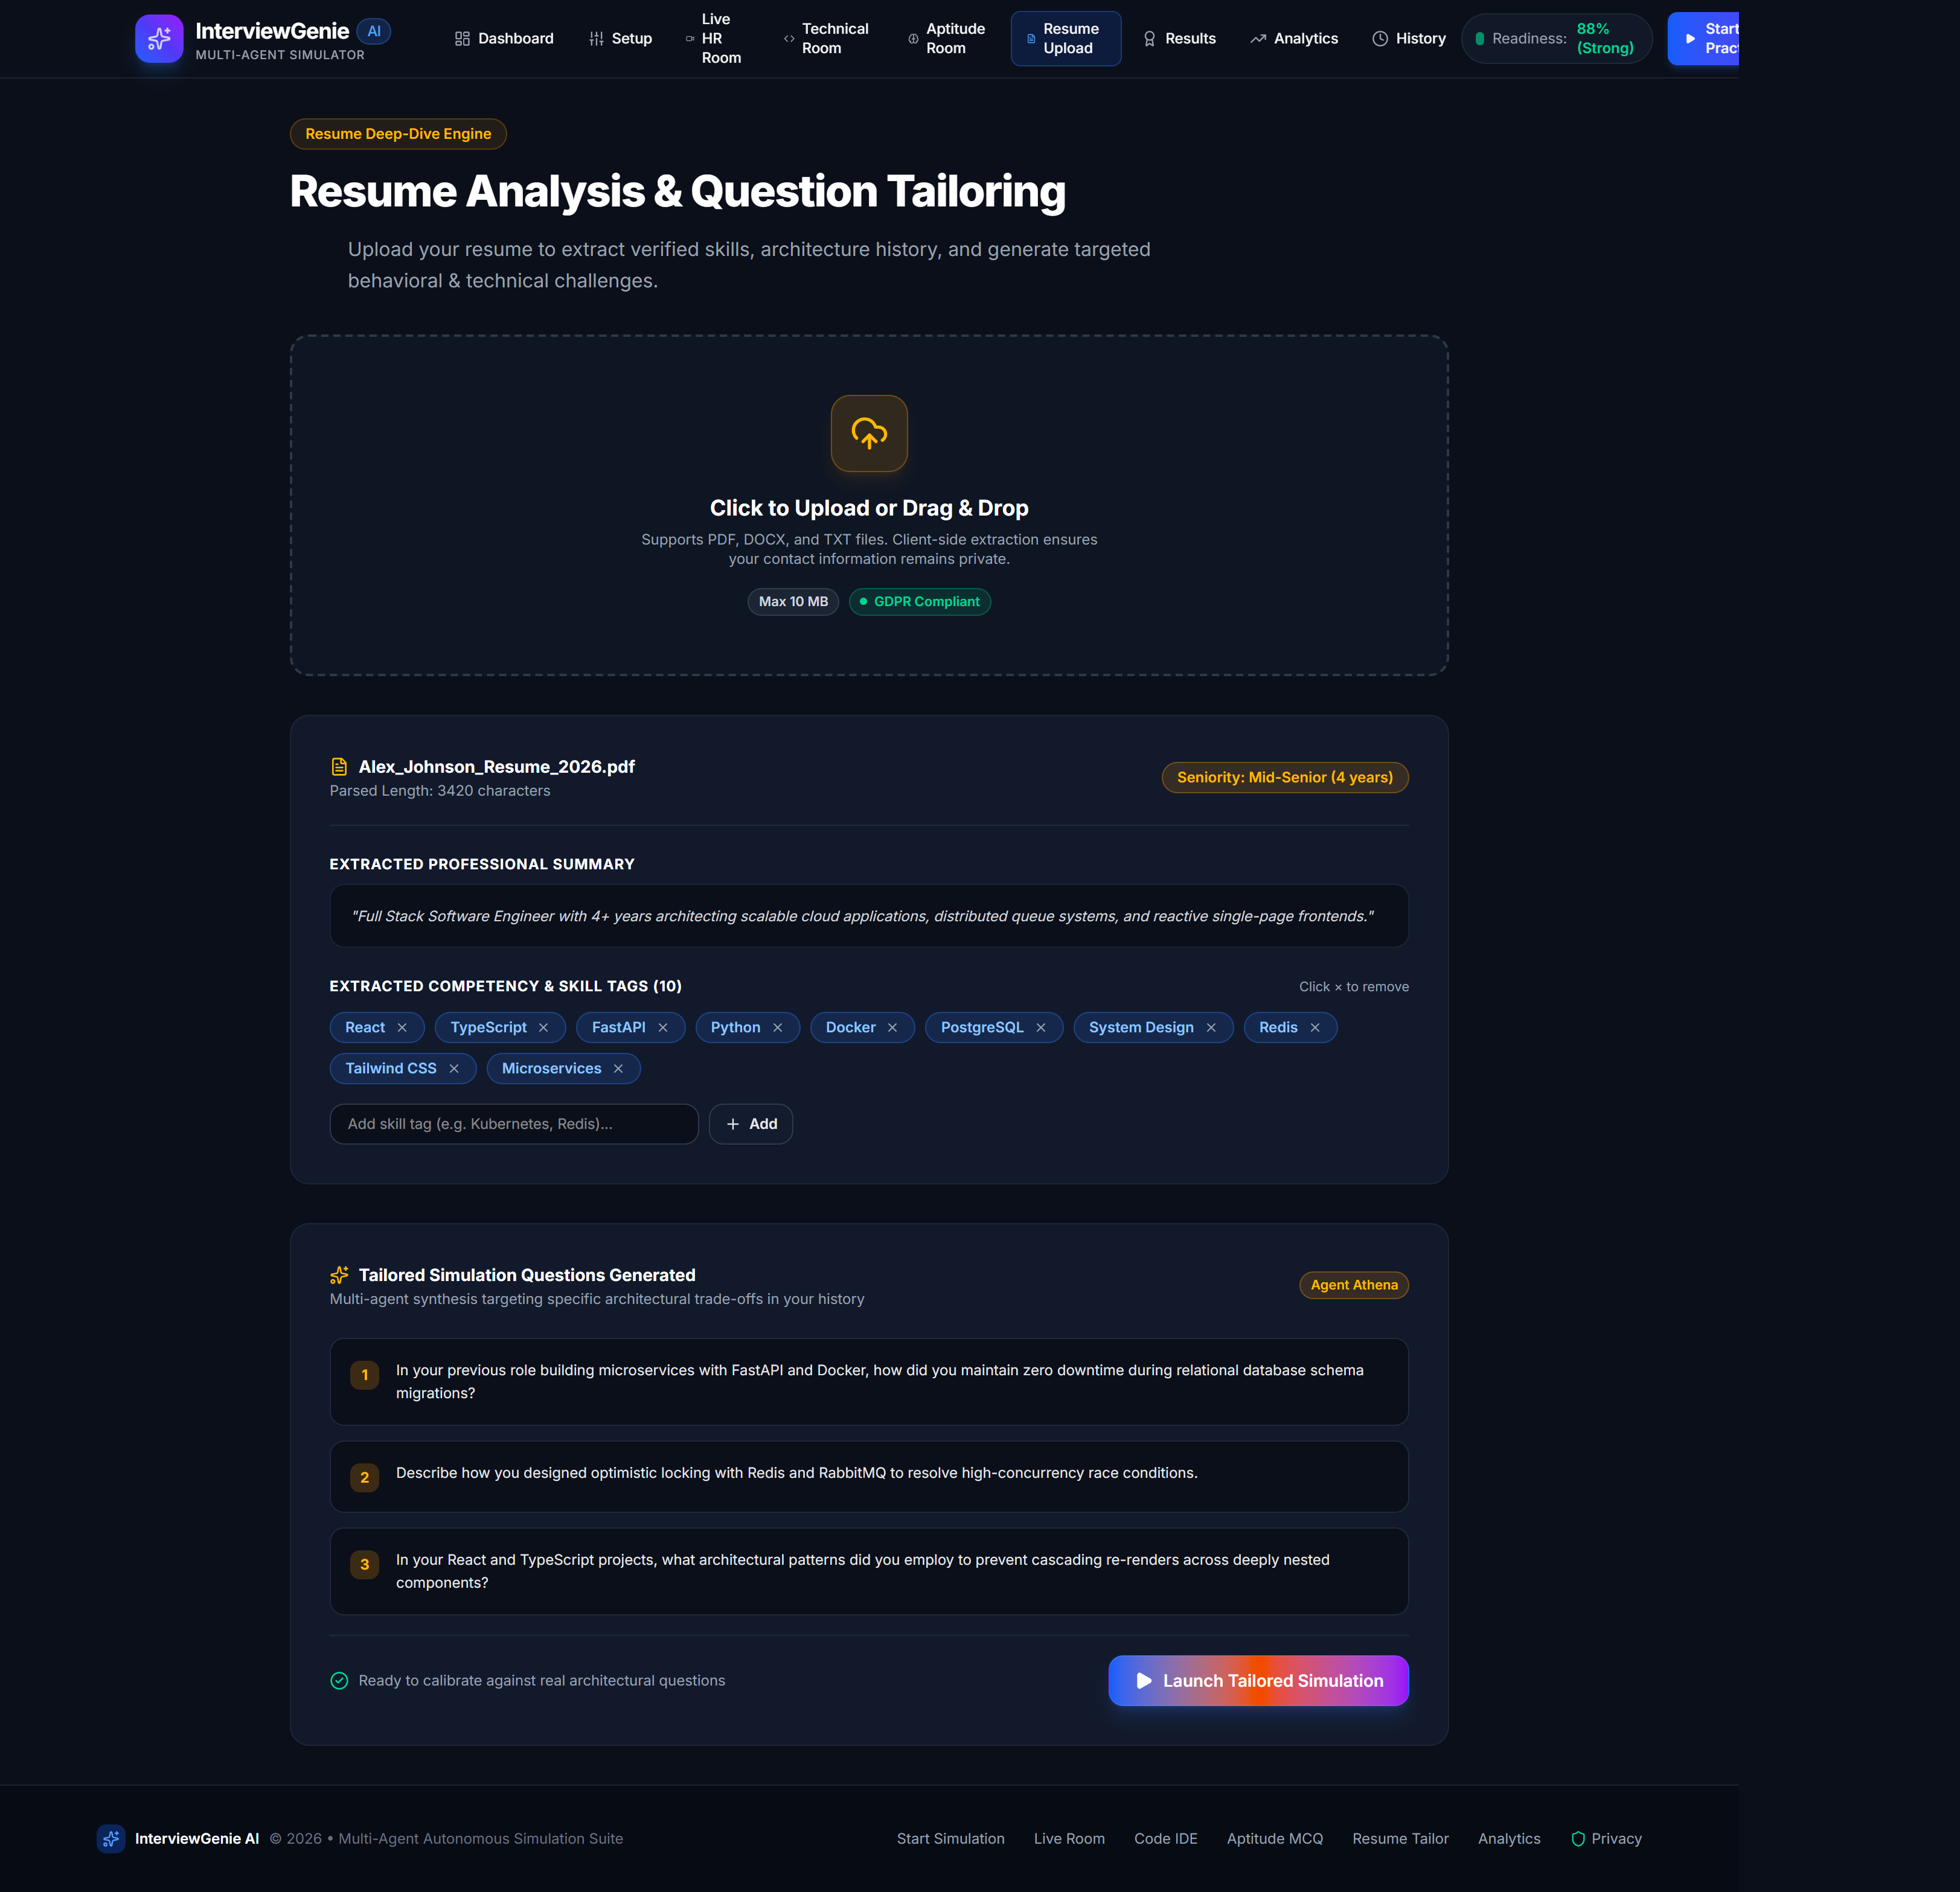 InterviewGenie AI
MULTI-AGENT SIMULATOR
Dashboard
Setup
Live
HR
Room
Technical
Room
Aptitude
Room
Resume
Upload
Results
Analytics
History
Readiness:
88%
(Strong)
Start
Resume Deep-Dive Engine
Resume Analysis & Question Tailoring
Upload your resume to extract verified skills, architecture history, and generate targeted
behavioral & technical challenges.
Click to Upload or Drag & Drop
Supports PDF, DOCX, and TXT files. Client-side extraction ensures
your contact information remains private.
Max 10 MB
GDPR Compliant
Alex_Johnson_Resume_2026.pdf
Parsed Length: 3420 characters
Seniority: Mid-Senior (4 years)
EXTRACTED PROFESSIONAL SUMMARY
"Full Stack Software Engineer with 4+ years architecting scalable cloud applications, distributed queue systems, and reactive single-page frontends."
EXTRACTED COMPETENCY & SKILL TAGS (10)
Click × to remove
React × TypeScript × FastAPI × Python × Docker × PostgreSQL × System Design × Redis ×
Tailwind CSS × Microservices ×
Add skill tag (e.g. Kubernetes, Redis)...
+ Add
Tailored Simulation Questions Generated
Multi-agent synthesis targeting specific architectural trade-offs in your history
Agent Athena
1
In your previous role building microservices with FastAPI and Docker, how did you maintain zero downtime during relational database schema
migrations?
2
Describe how you designed optimistic locking with Redis and RabbitMQ to resolve high-concurrency race conditions.
3
In your React and TypeScript projects, what architectural patterns did you employ to prevent cascading re-renders across deeply nested
components?
Ready to calibrate against real architectural questions
Launch Tailored Simulation
InterviewGenie AI © 2026 • Multi-Agent Autonomous Simulation Suite
Start Simulation
Live Room
Code IDE
Aptitude MCQ
Resume Tailor
Analytics
Privacy